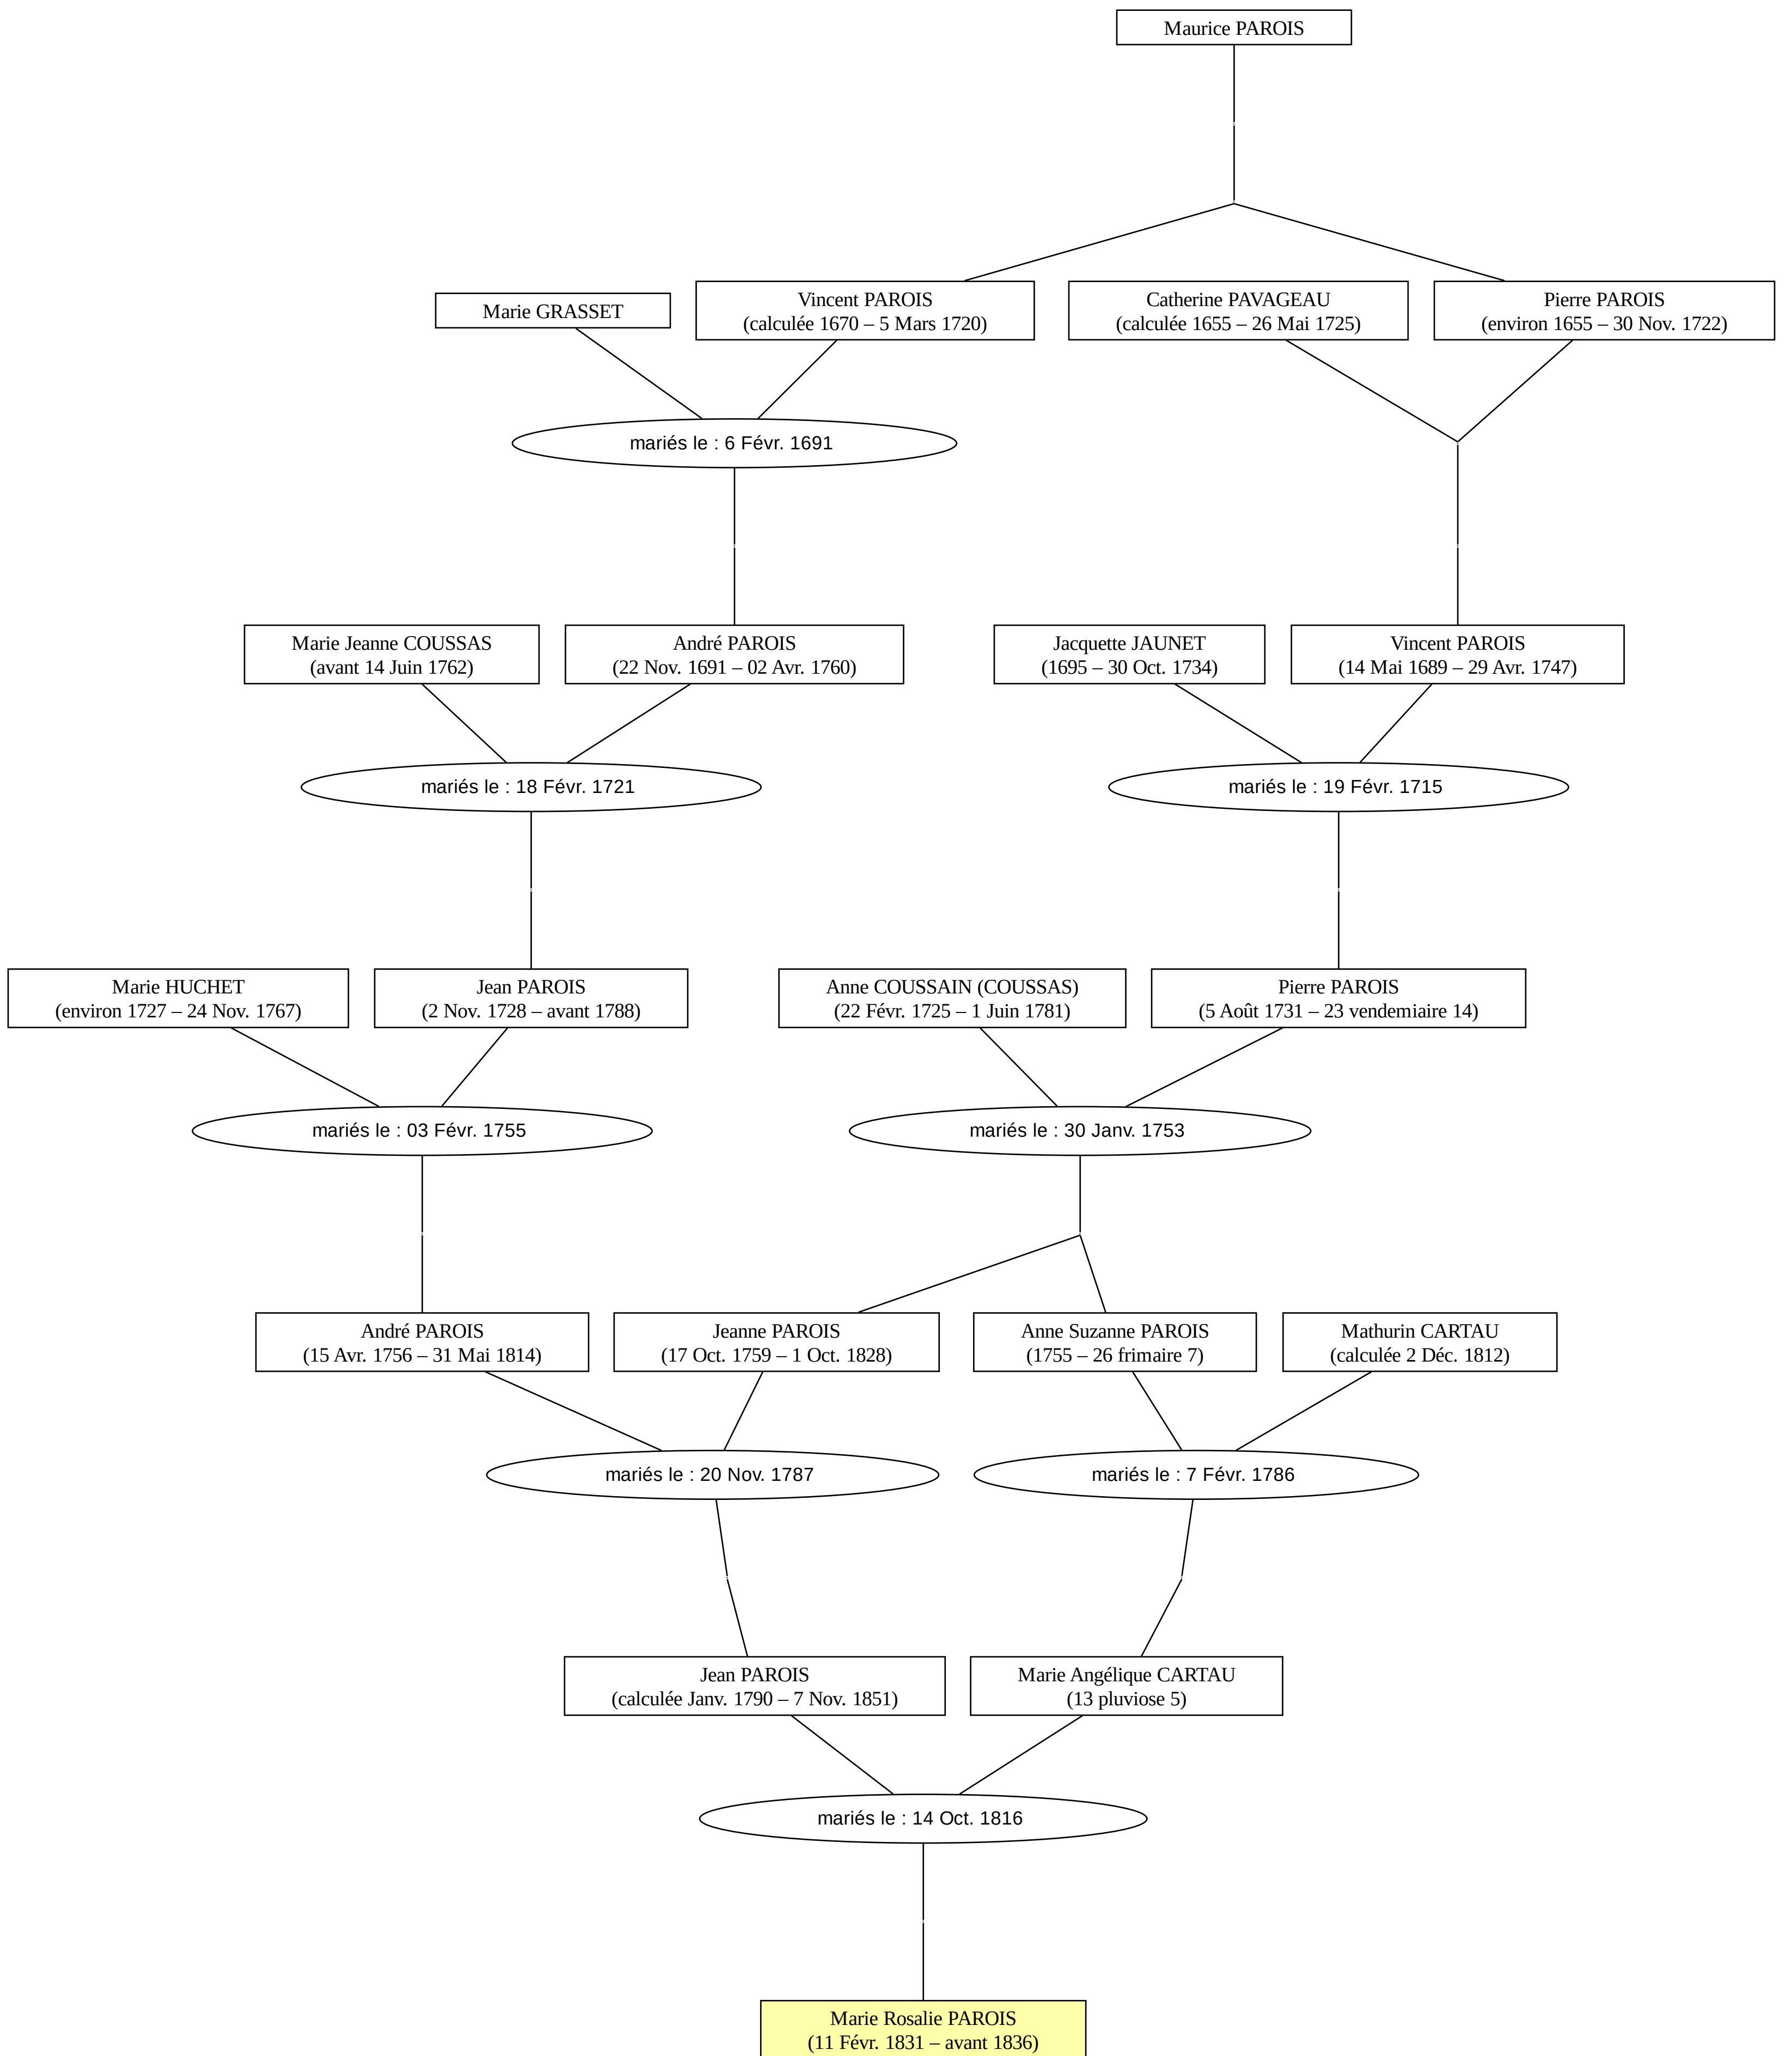 Maurice PAROIS
Marie GRASSET
Vincent PAROIS
(calculée 1670 – 5 Mars 1720)
Catherine PAVAGEAU
(calculée 1655 – 26 Mai 1725)
Pierre PAROIS
(environ 1655 – 30 Nov. 1722)
mariés le : 6 Févr. 1691
Marie Jeanne COUSSAS
(avant 14 Juin 1762)
André PAROIS
(22 Nov. 1691 – 02 Avr. 1760)
Jacquette JAUNET
(1695 – 30 Oct. 1734)
Vincent PAROIS
(14 Mai 1689 – 29 Avr. 1747)
mariés le : 18 Févr. 1721
mariés le : 19 Févr. 1715
Marie HUCHET
(environ 1727 – 24 Nov. 1767)
Jean PAROIS
(2 Nov. 1728 – avant 1788)
Anne COUSSAIN (COUSSAS)
(22 Févr. 1725 – 1 Juin 1781)
Pierre PAROIS
(5 Août 1731 – 23 vendemiaire 14)
mariés le : 03 Févr. 1755
mariés le : 30 Janv. 1753
André PAROIS
(15 Avr. 1756 – 31 Mai 1814)
Jeanne PAROIS
(17 Oct. 1759 – 1 Oct. 1828)
Anne Suzanne PAROIS
(1755 – 26 frimaire 7)
Mathurin CARTAU
(calculée 2 Déc. 1812)
mariés le : 20 Nov. 1787
mariés le : 7 Févr. 1786
Jean PAROIS
(calculée Janv. 1790 – 7 Nov. 1851)
Marie Angélique CARTAU
(13 pluviose 5)
mariés le : 14 Oct. 1816
Marie Rosalie PAROIS
(11 Févr. 1831 – avant 1836)